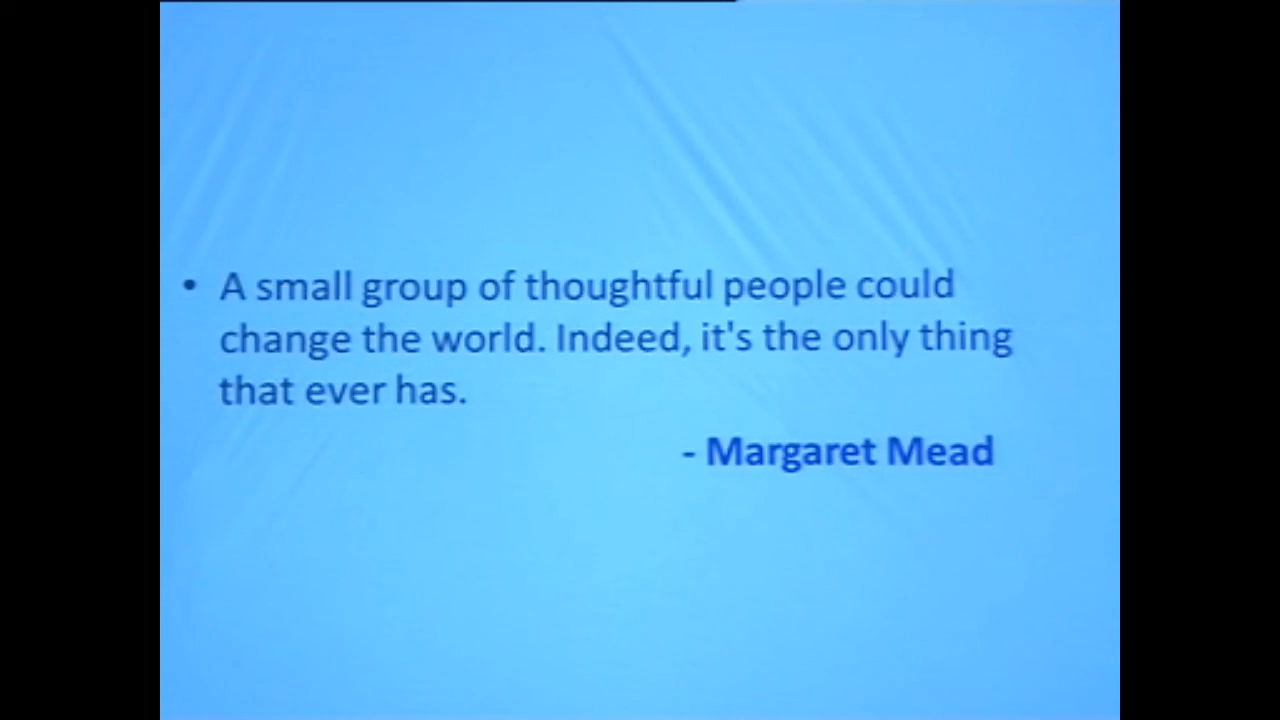 • A small group of thoughtful people could
change the world. Indeed, it's the only thing
that ever has.
- Margaret Mead